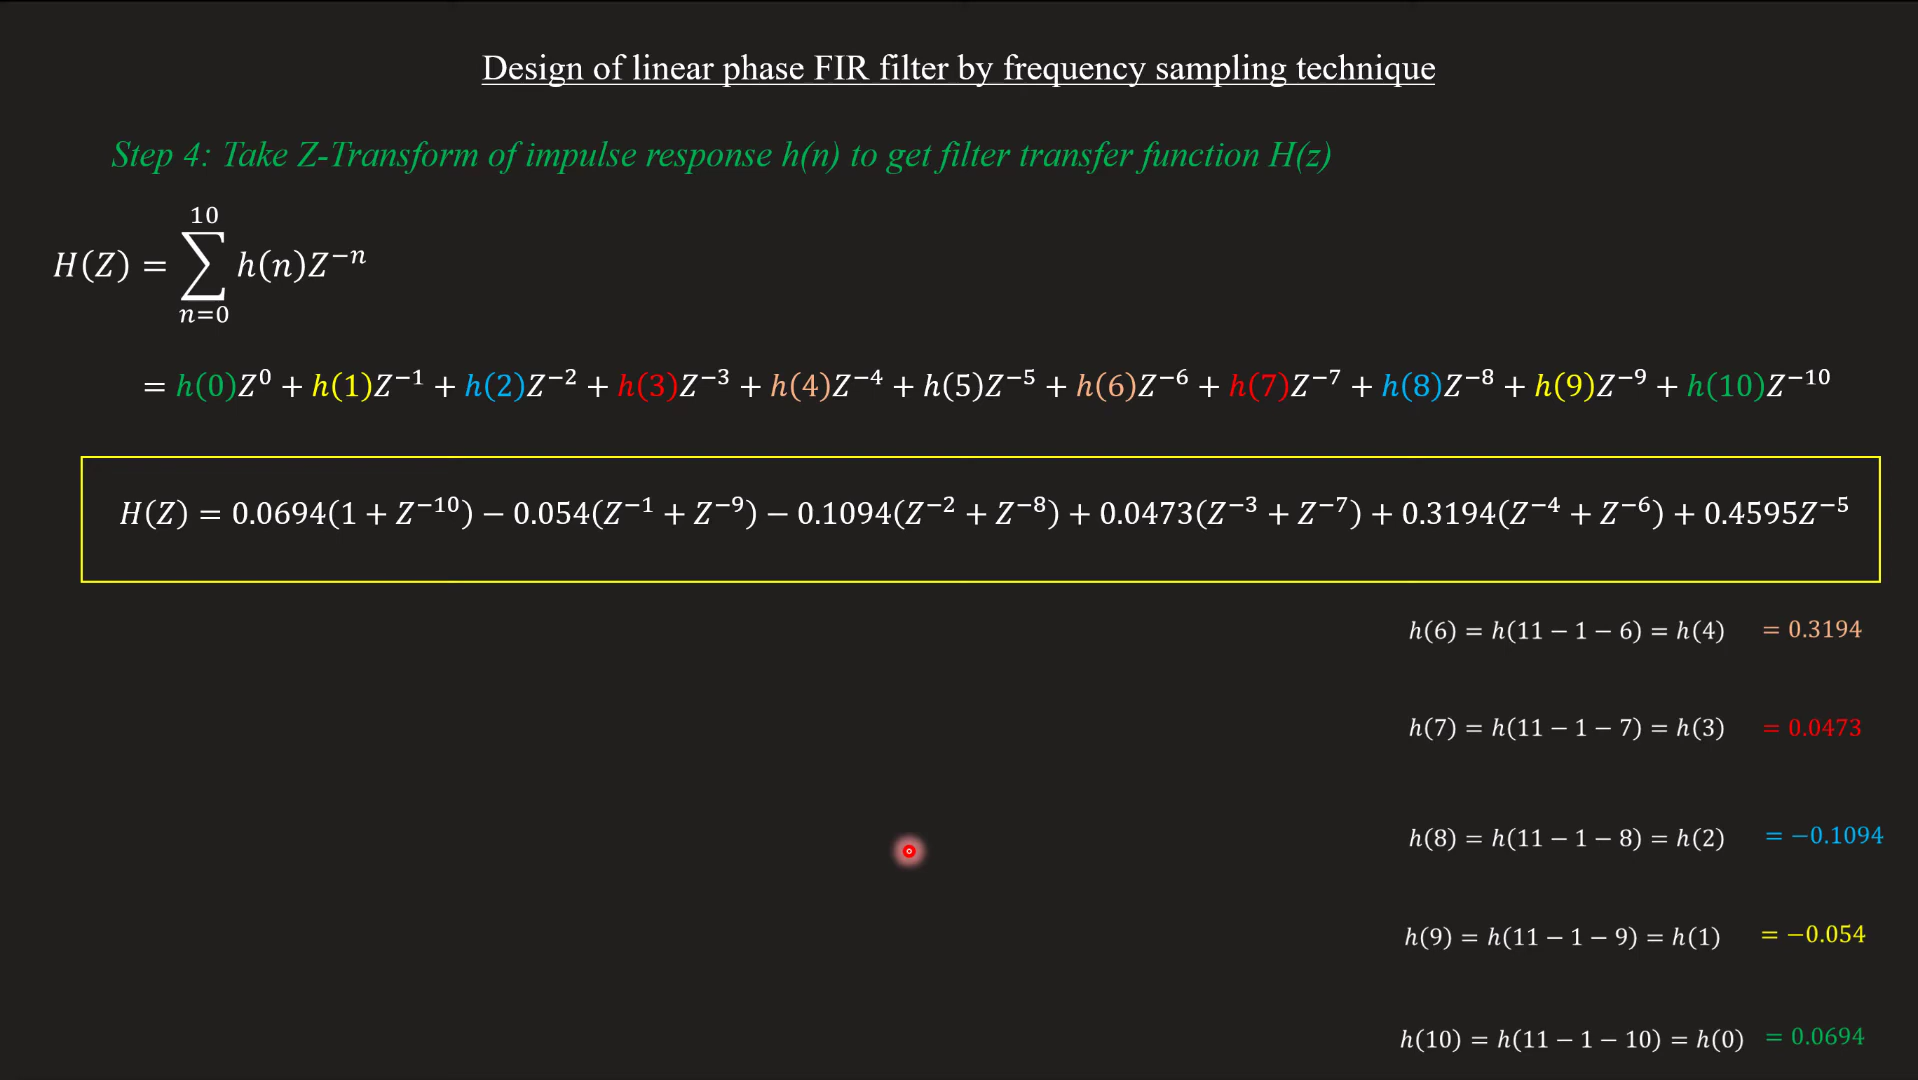 Design of linear phase FIR filter by frequency sampling technique
Step 4: Take Z-Transform of impulse response h(n) to get filter transfer function H(z)
H(Z) = ∑_{n=0}^{10} h(n)Z^{−n}
= h(0)Z^{0} + h(1)Z^{−1} + h(2)Z^{−2} + h(3)Z^{−3} + h(4)Z^{−4} + h(5)Z^{−5} + h(6)Z^{−6} + h(7)Z^{−7} + h(8)Z^{−8} + h(9)Z^{−9} + h(10)Z^{−10}
H(Z) = 0.0694(1 + Z^{−10}) − 0.054(Z^{−1} + Z^{−9}) − 0.1094(Z^{−2} + Z^{−8}) + 0.0473(Z^{−3} + Z^{−7}) + 0.3194(Z^{−4} + Z^{−6}) + 0.4595Z^{−5}
h(6) = h(11 − 1 − 6) = h(4) = 0.3194
h(7) = h(11 − 1 − 7) = h(3) = 0.0473
h(8) = h(11 − 1 − 8) = h(2) = −0.1094
h(9) = h(11 − 1 − 9) = h(1) = −0.054
h(10) = h(11 − 1 − 10) = h(0) = 0.0694